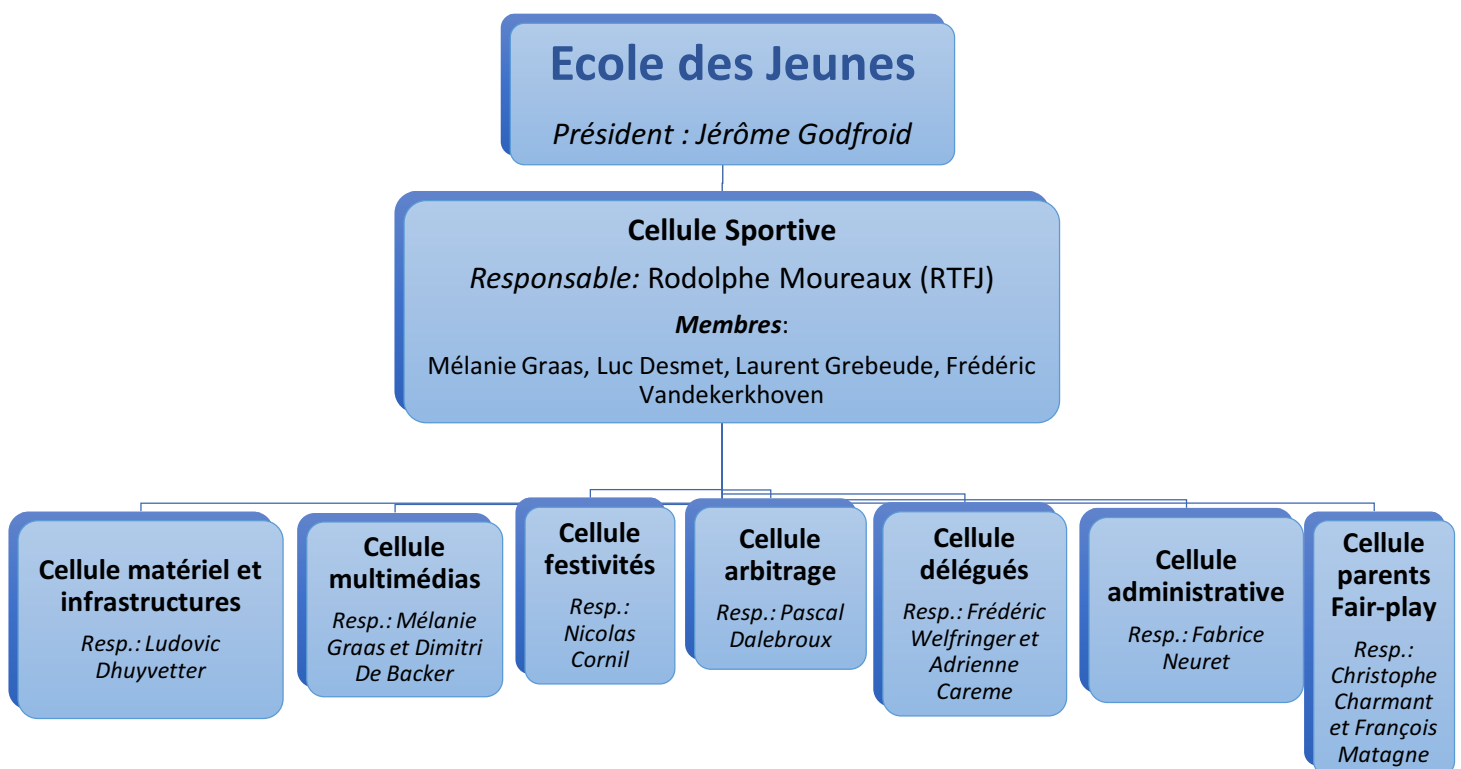 Ecole des Jeunes
Président : Jérôme Godfroid
Cellule Sportive
Responsable: Rodolphe Moureaux (RTFJ)
Membres:
Mélanie Graas, Luc Desmet, Laurent Grebeude, Frédéric
Vandekerkhoven
Cellule matériel et
infrastructures
Resp.: Ludovic
Dhuyvetter
Cellule
multimédias
Resp.: Mélanie
Graas et Dimitri
De Backer
Cellule
festivités
Resp.:
Nicolas
Cornil
Cellule
arbitrage
Resp.: Pascal
Dalebroux
Cellule
délégués
Resp.: Frédéric
Welfringer et
Adrienne
Careme
Cellule
administrative
Resp.: Fabrice
Neuret
Cellule
parents
Fair-play
Resp.:
Christophe
Charmant
et François
Matagne